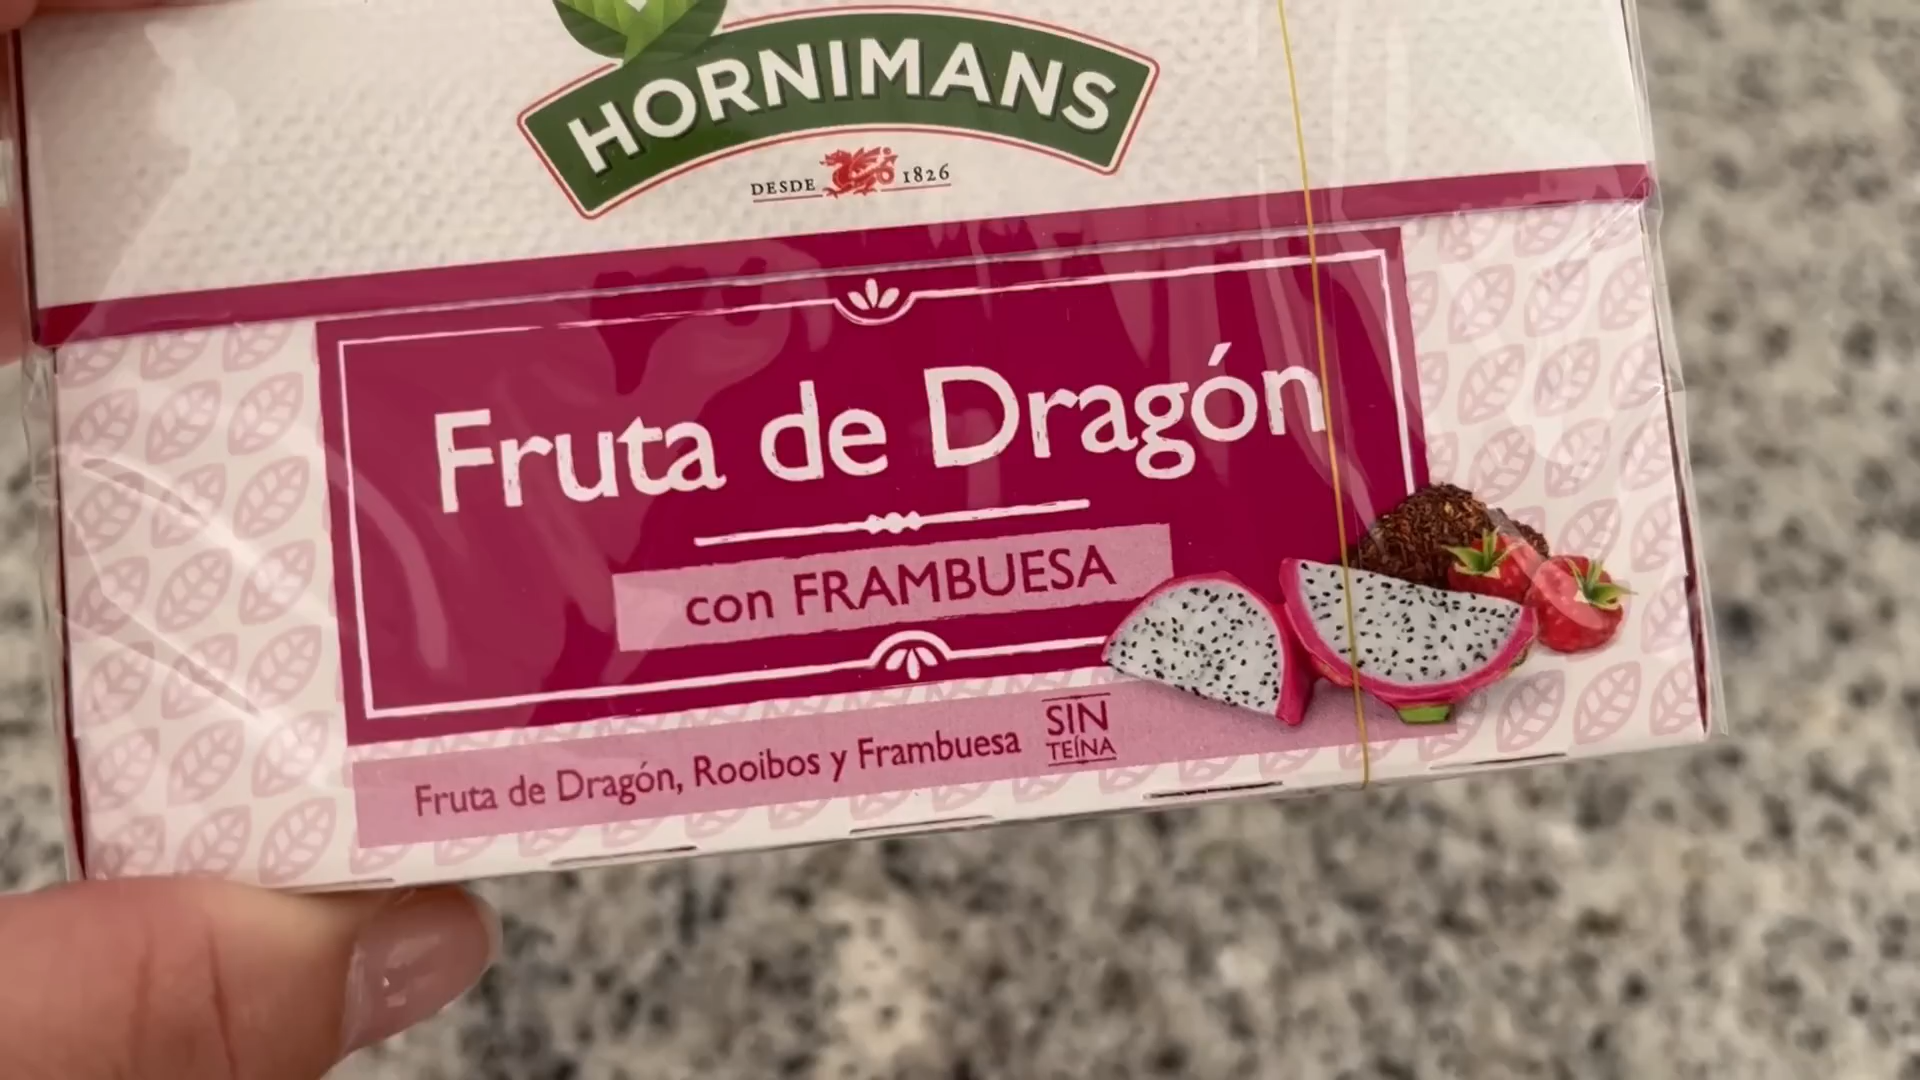 HORNIMANS
DESDE 1826
Fruta de Dragón
con FRAMBUESA
Fruta de Dragón, Rooibos y Frambuesa
SIN
TEÍNA